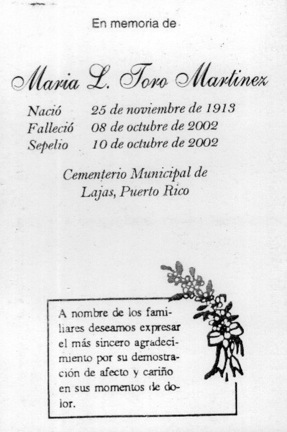 En memoria de
Maria L. Toro Martinez
Nació 25 de noviembre de 1913
Falleció 08 de octubre de 2002
Sepelio 10 de octubre de 2002
Cementerio Municipal de
Lajas, Puerto Rico
A nombre de los fami-
liares deseamos expresar
el más sincero agradeci-
miento por su demostra-
ción de afecto y cariño
en sus momentos de do-
lor.